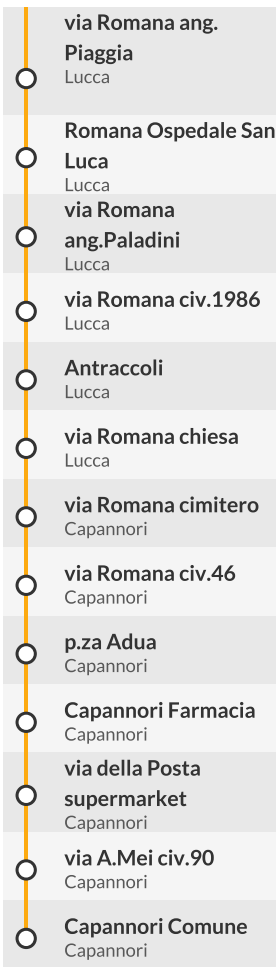 via Romana ang.
Piaggia
Lucca
Romana Ospedale San
Luca
Lucca
via Romana
ang.Paladini
Lucca
via Romana civ.1986
Lucca
Antraccoli
Lucca
via Romana chiesa
Lucca
via Romana cimitero
Capannori
via Romana civ.46
Capannori
p.za Adua
Capannori
Capannori Farmacia
Capannori
via della Posta
supermarket
Capannori
via A.Mei civ.90
Capannori
Capannori Comune
Capannori